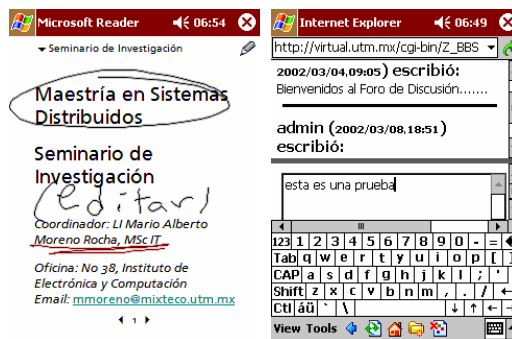 Microsoft Reader 06:54
Seminario de Investigación
Maestría en Sistemas
Distribuidos
Seminario de
Investigación
(editar)
Coordinador: LI Mario Alberto
Moreno Rocha, MSc IT
Oficina: No 38, Instituto de
Electrónica y Computación
Email: mmoreno@mixteco.utm.mx
1
Internet Explorer 06:49
http://virtual.utm.mx/cgi-bin/Z_BBS
2002/03/04,09:05) escribió:
Bienvenidos al Foro de Discusión.......
admin (2002/03/08,18:51)
escribió:
esta es una prueba
123 1 2 3 4 5 6 7 8 9 0 - =
Tab q w e r t y u i o p [ ]
CAP a s d f g h j k l ; '
Shift z x c v b n m , . /
Ctl áü ` \
View Tools